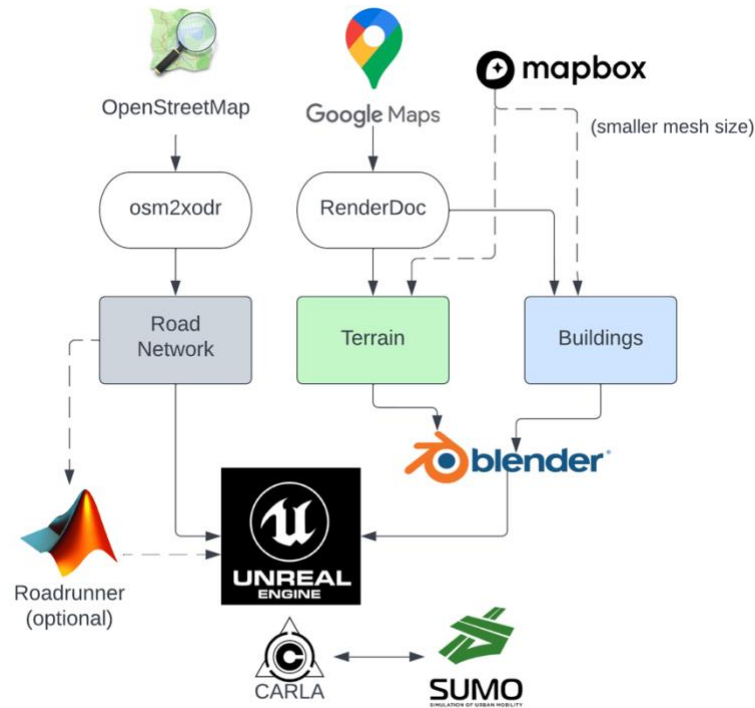 OpenStreetMap
Google Maps
mapbox
(smaller mesh size)
osm2xodr
RenderDoc
Road
Network
Terrain
Buildings
blender
Roadrunner
(optional)
UNREAL
ENGINE
CARLA
SUMO
SIMULATION OF URBAN MOBILITY